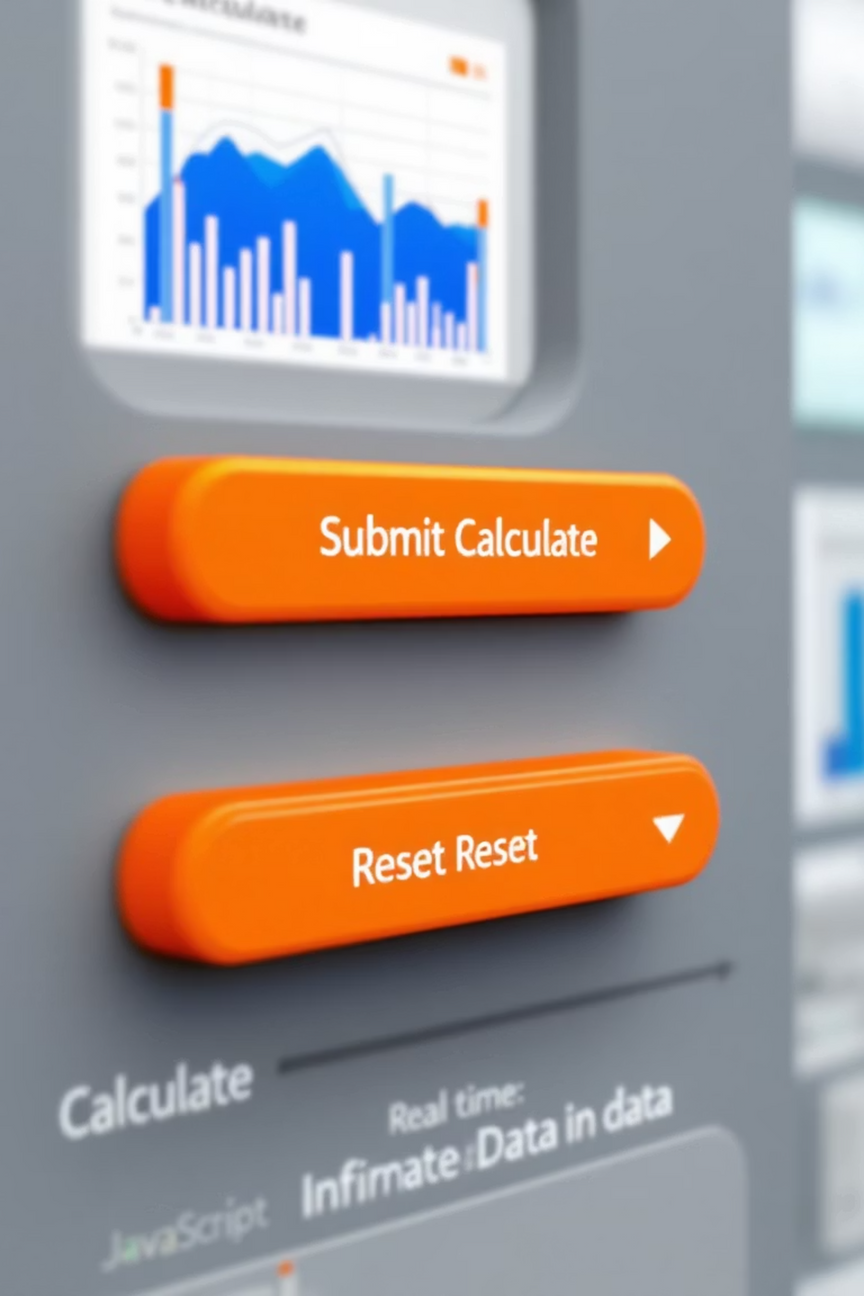 Submit Calculate
Reset Reset
Calculate
Real time:
Infimate :Data in data
JavaScript